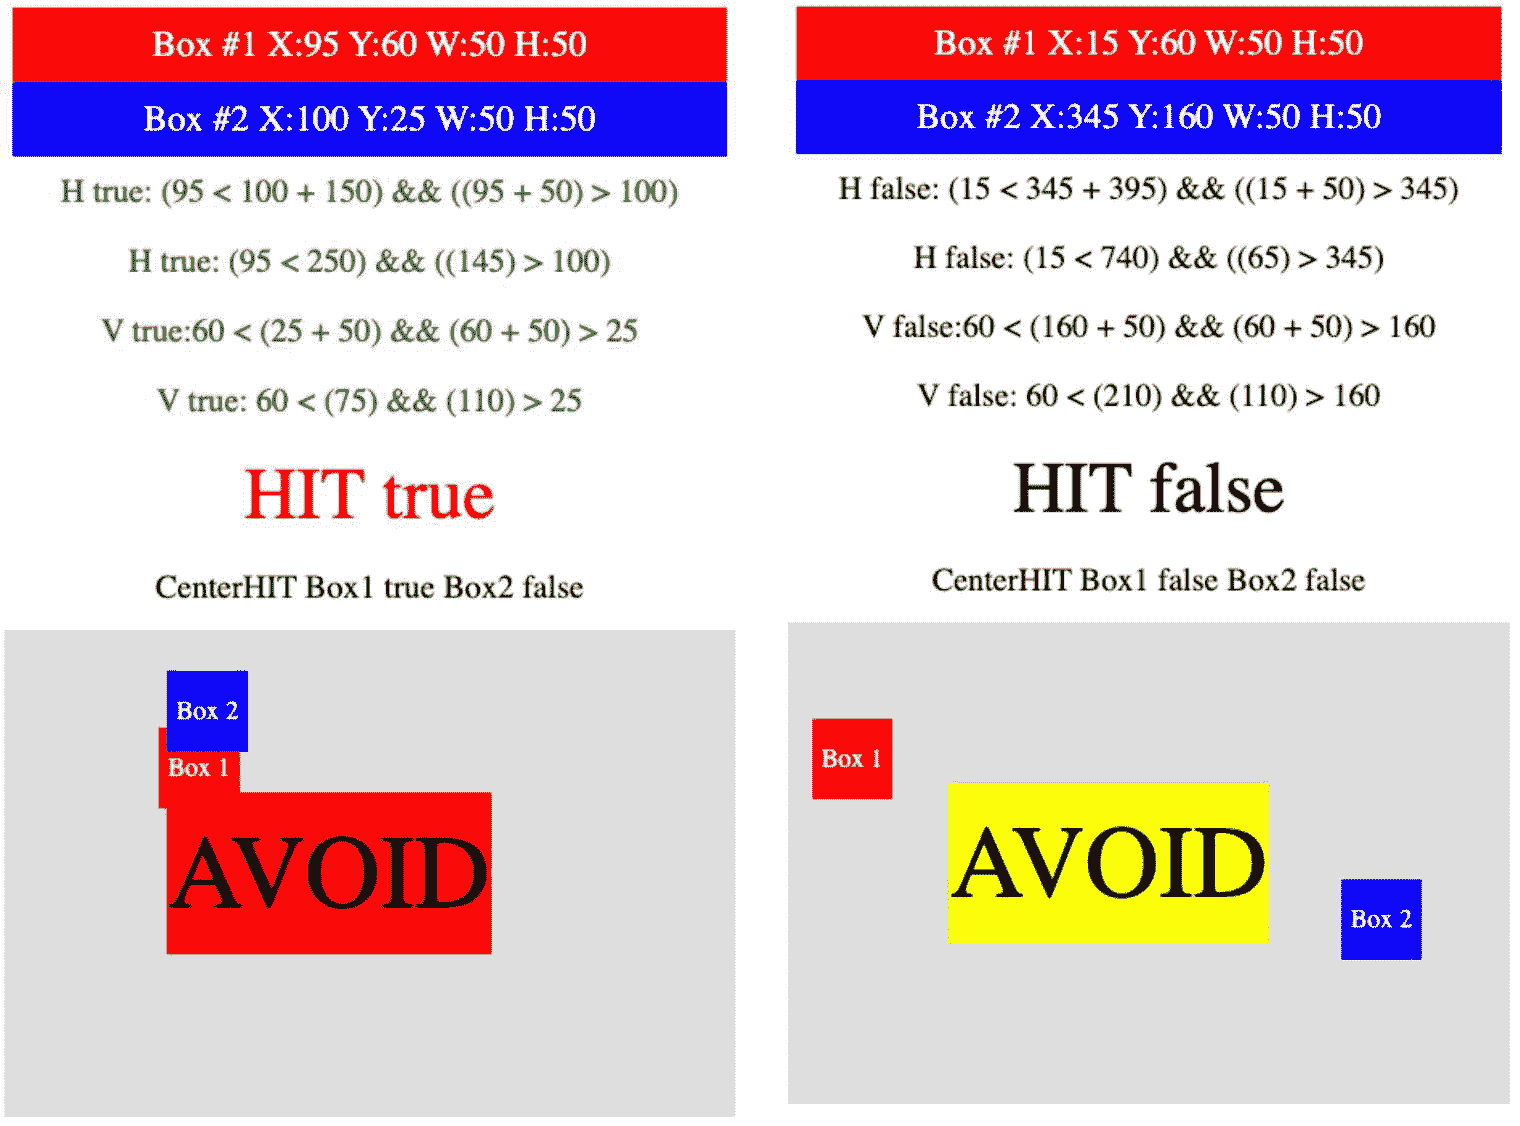 Box #1 X:95 Y:60 W:50 H:50
Box #2 X:100 Y:25 W:50 H:50
H true: (95 < 100 + 150) && ((95 + 50) > 100)
H true: (95 < 250) && ((145) > 100)
V true:60 < (25 + 50) && (60 + 50) > 25
V true: 60 < (75) && (110) > 25
HIT true
CenterHIT Box1 true Box2 false
Box 2
Box 1
AVOID
Box #1 X:15 Y:60 W:50 H:50
Box #2 X:345 Y:160 W:50 H:50
H false: (15 < 345 + 395) && ((15 + 50) > 345)
H false: (15 < 740) && ((65) > 345)
V false:60 < (160 + 50) && (60 + 50) > 160
V false: 60 < (210) && (110) > 160
HIT false
CenterHIT Box1 false Box2 false
Box 1
AVOID
Box 2